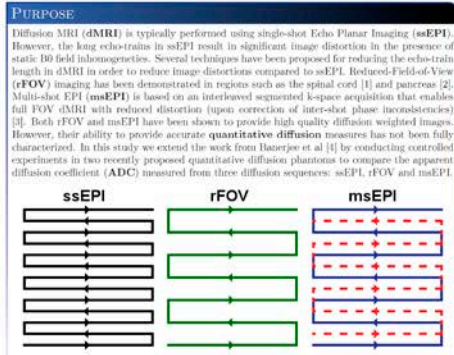 PURPOSE
Diffusion MRI (dMRI) is typically performed using single-shot Echo Planar Imaging (ssEPI).
However, the long echo-trains in ssEPI result in significant image distortion in the presence of
static B0 field inhomogeneities. Several techniques have been proposed for reducing the echo-train
length in dMRI in order to reduce image distortions compared to ssEPI. Reduced-Field-of-View
(rFOV) imaging has been demonstrated in regions such as the spinal cord [1] and pancreas [2].
Multi-shot EPI (msEPI) is based on an interleaved segmented k-space acquisition that enables
full FOV dMRI with reduced distortion (upon correction of inter-shot phase inconsistencies)
[3]. Both rFOV and msEPI have been shown to provide high quality diffusion weighted images.
However, their ability to provide accurate quantitative diffusion measures has not been fully
characterized. In this study we extend the work from Banerjee et al [4] by conducting controlled
experiments in two recently proposed quantitative diffusion phantoms to compare the apparent
diffusion coefficient (ADC) measured from three diffusion sequences: ssEPI, rFOV and msEPI.
ssEPI rFOV msEPI